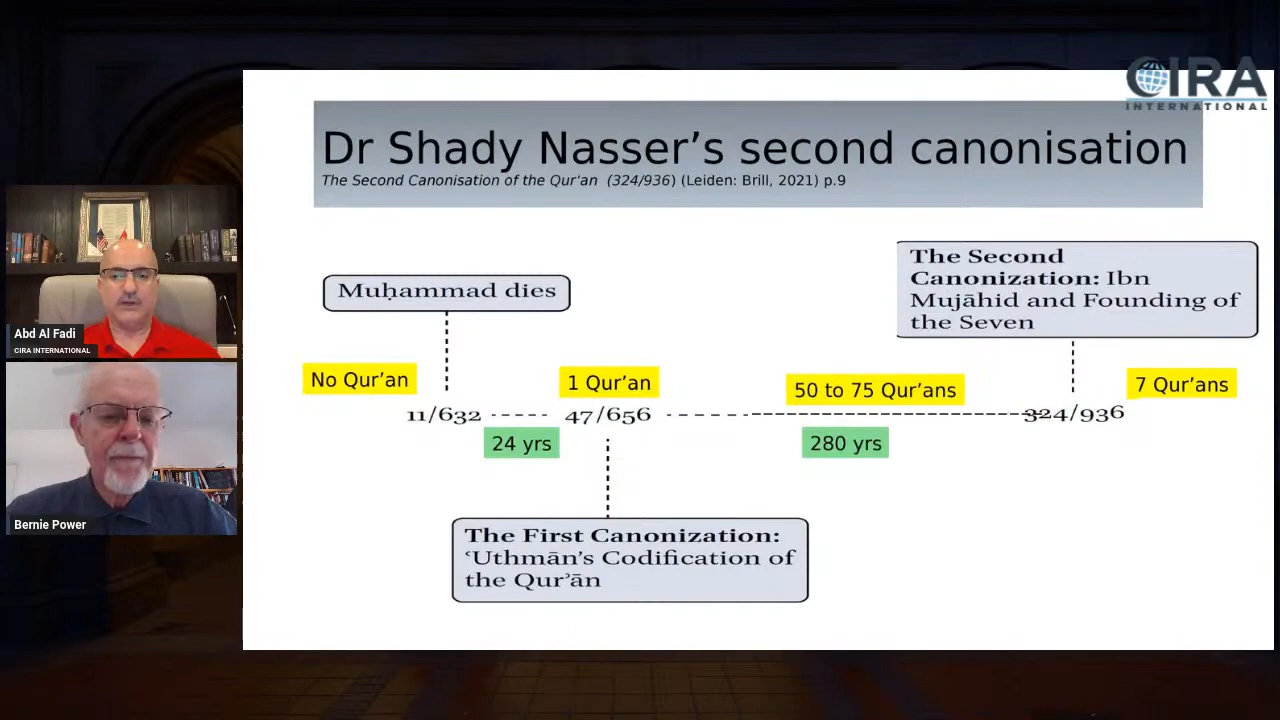 CIRA
INTERNATIONAL
Dr Shady Nasser’s second canonisation
The Second Canonisation of the Qur’an (324/936) (Leiden: Brill, 2021) p.9
The Second
Canonization: Ibn
Mujāhid and Founding of
the Seven
Muḥammad dies
No Qur’an
1 Qur’an
50 to 75 Qur’ans
7 Qur’ans
11/632
47/656
324/936
24 yrs
280 yrs
The First Canonization:
ʿUthmān’s Codification of
the Qurʾān
Abd Al Fadi
CIRA INTERNATIONAL
Bernie Power